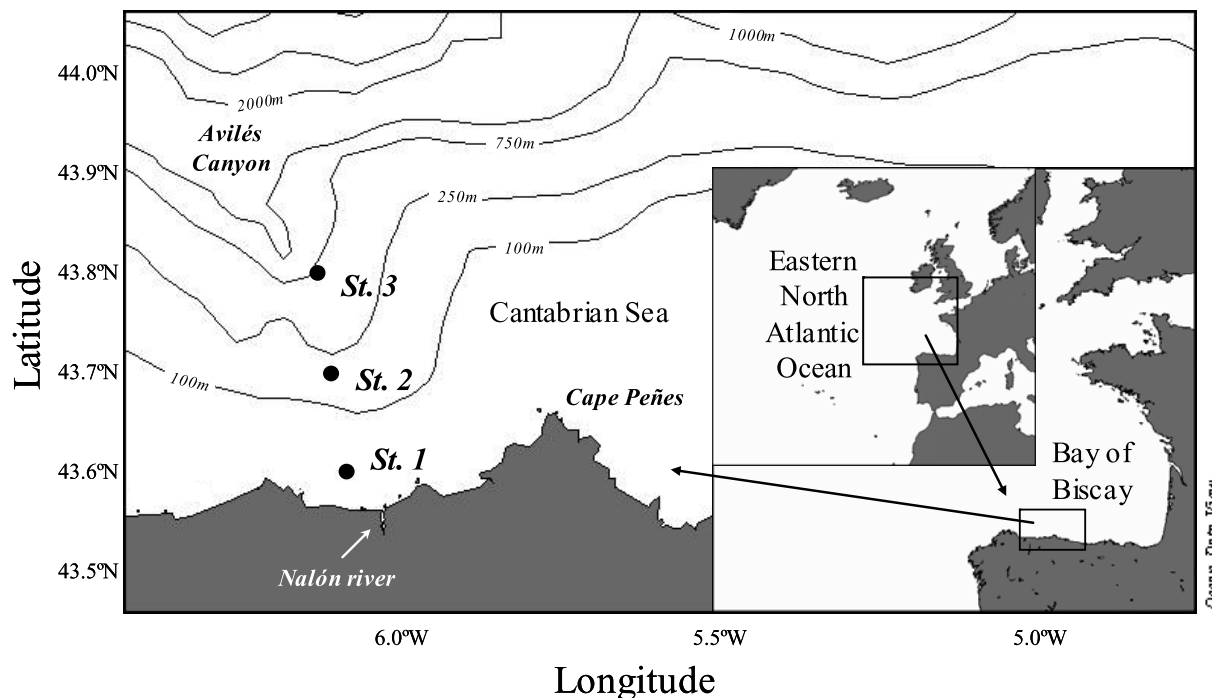 1000m
44.0ºN
2000m
Avilés
Canyon
750m
43.9ºN
250m
100m
Eastern
North
Atlantic
Ocean
43.8ºN
St. 3
Cantabrian Sea
Latitude
43.7ºN
100m
St. 2
Cape Peñes
43.6ºN
St. 1
Bay of
Biscay
43.5ºN
Nalón river
6.0ºW
5.5ºW
5.0ºW
Longitude